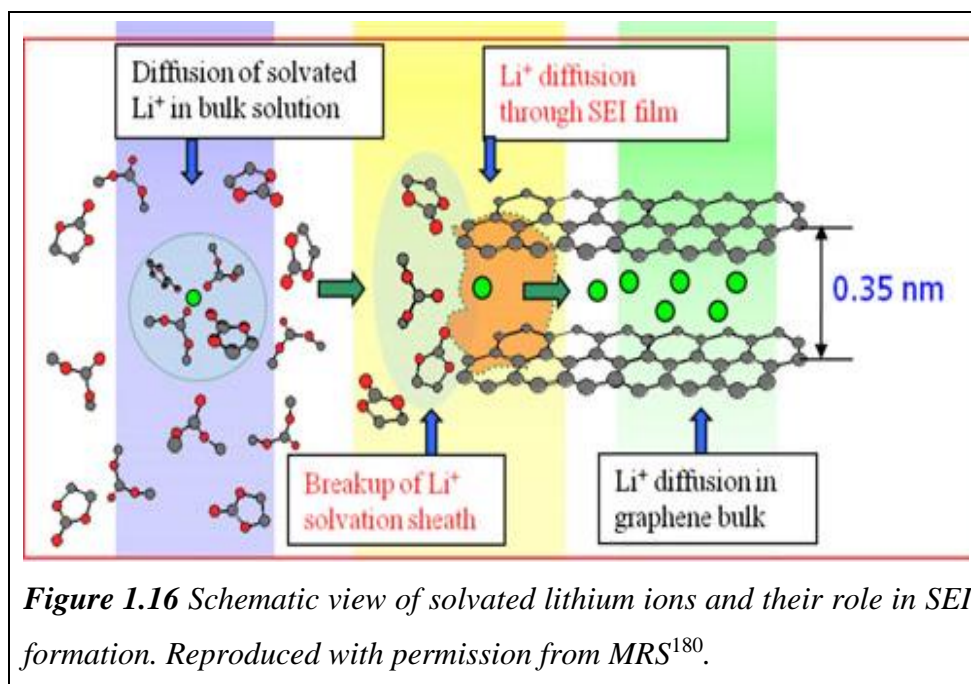 Diffusion of solvated
Li⁺ in bulk solution
Li⁺ diffusion
through SEI film
0.35 nm
Breakup of Li⁺
solvation sheath
Li⁺ diffusion in
graphene bulk
Figure 1.16 Schematic view of solvated lithium ions and their role in SEI
formation. Reproduced with permission from MRS¹⁸⁰.